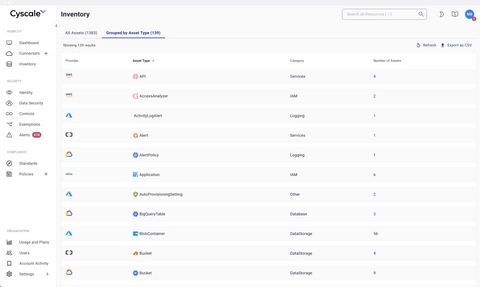 Cyscale
Inventory
Search all Resources ( / )
MB
VISIBILITY
Dashboard
Connectors
Inventory
SECURITY
Identity
Data Security
Controls
Exemptions
Alerts
COMPLIANCE
Standards
Policies
ORGANIZATION
Usage and Plans
Users
Account Activity
Settings
All Assets (1383)
Grouped by Asset Type (139)
Showing 139 results
Refresh
Export as CSV
Provider Asset Type Category Number of Assets
aws API Services 4
aws AccessAnalyzer IAM 2
ActivityLogAlert Logging 1
Alert Services 1
AlertPolicy Logging 1
Application IAM 6
AutoProvisioningSetting Other 2
BigQueryTable Database 3
BlobContainer DataStorage 56
Bucket DataStorage 4
Bucket DataStorage 9